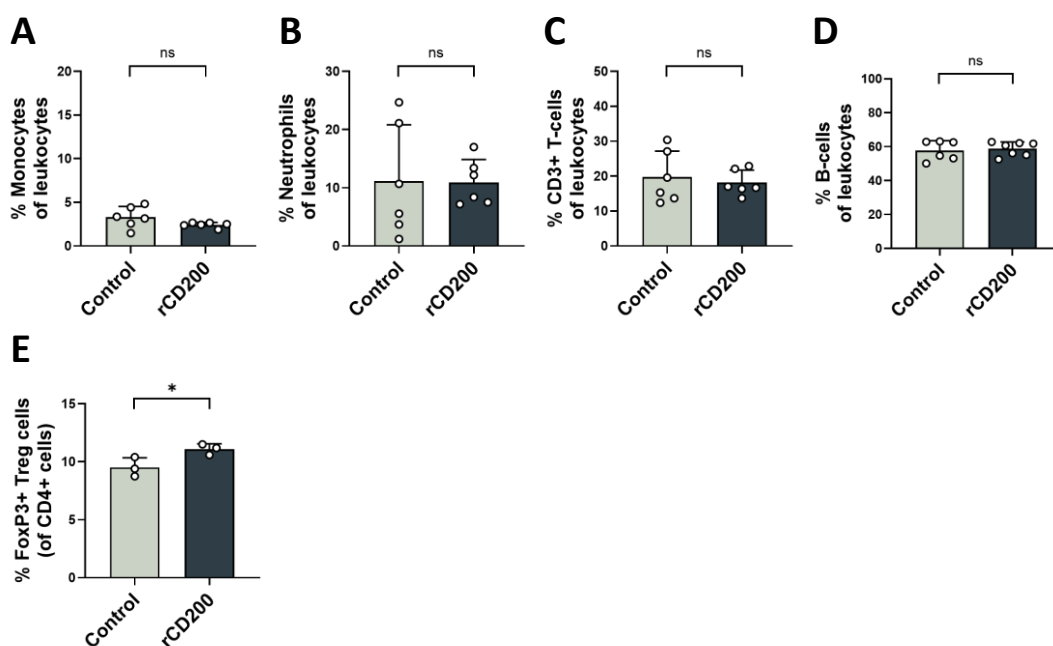 A
ns
% Monocytes
of leukocytes
20
15
10
5
0
Control
rCD200
B
ns
% Neutrophils
of leukocytes
30
20
10
0
Control
rCD200
C
ns
% CD3+ T-cells
of leukocytes
50
40
30
20
10
0
Control
rCD200
D
ns
% B-cells
of leukocytes
100
80
60
40
20
0
Control
rCD200
E
*
% FoxP3+ Treg cells
(of CD4+ cells)
15
10
5
0
Control
rCD200